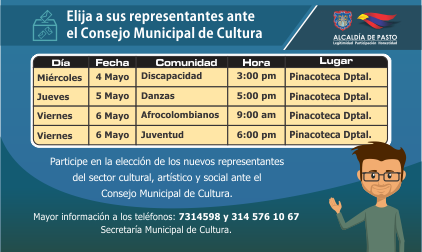 Elija a sus representantes ante
el Consejo Municipal de Cultura
ALCALDÍA DE PASTO
Legitimidad Participación Honestidad
Día Fecha Comunidad Hora Lugar
Miércoles 4 Mayo Discapacidad 3:00 pm Pinacoteca Dptal.
Jueves 5 Mayo Danzas 5:00 pm Pinacoteca Dptal.
Viernes 6 Mayo Afrocolombianos 9:00 am Pinacoteca Dptal.
Viernes 6 Mayo Juventud 6:00 pm Pinacoteca Dptal.
Participe en la elección de los nuevos representantes
del sector cultural, artístico y social ante el
Consejo Municipal de Cultura.
Mayor información a los teléfonos: 7314598 y 314 576 10 67
Secretaría Municipal de Cultura.